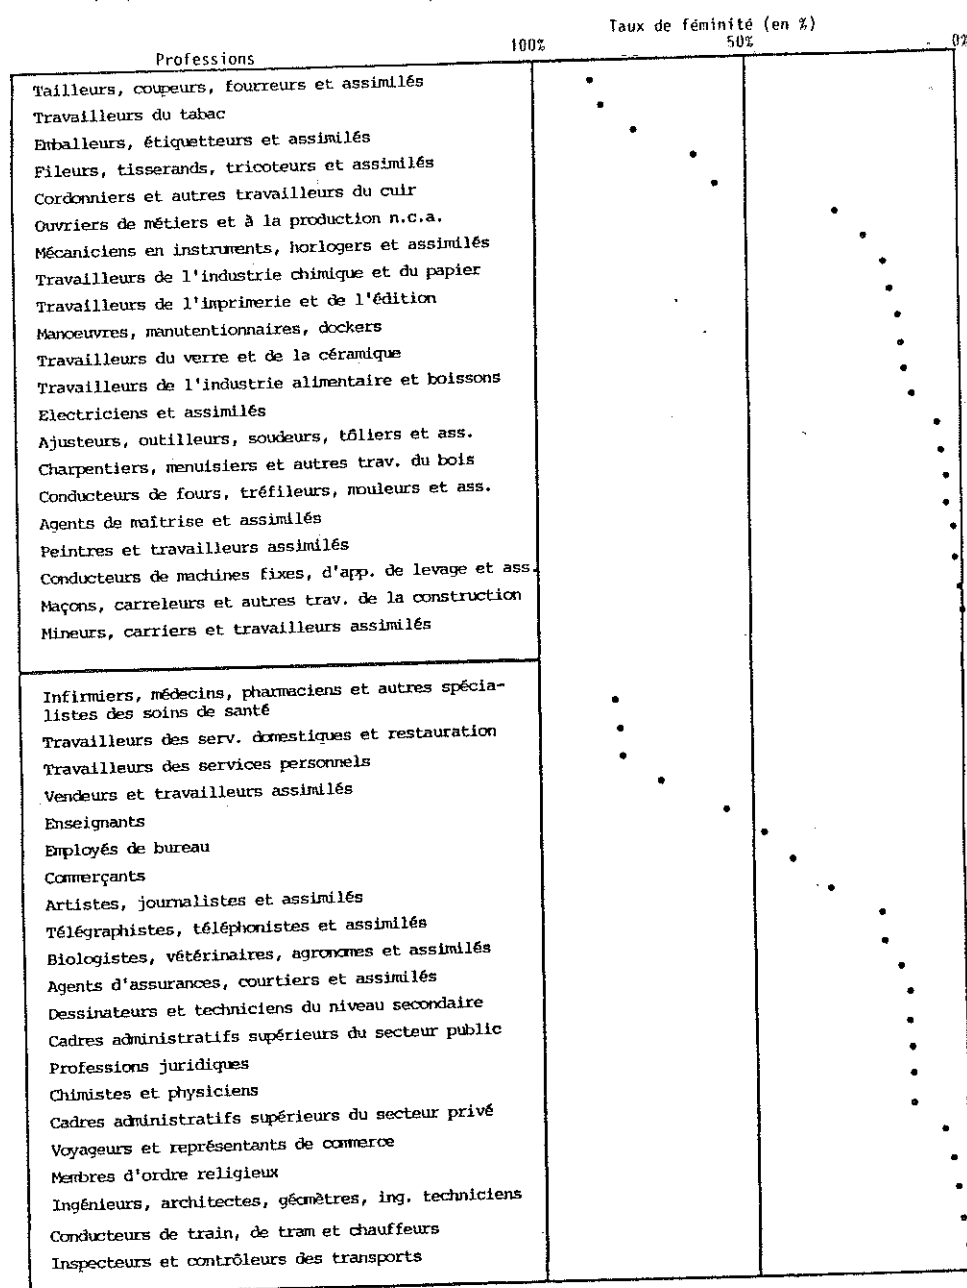 Taux de féminité (en %)
Professions 100% 50% 0%
Tailleurs, coupeurs, fourreurs et assimilés
Travailleurs du tabac
Emballeurs, étiquetteurs et assimilés
Fileurs, tisserands, tricoteurs et assimilés
Cordonniers et autres travailleurs du cuir
Ouvriers de métiers et à la production n.c.a.
Mécaniciens en instruments, horlogers et assimilés
Travailleurs de l'industrie chimique et du papier
Travailleurs de l'imprimerie et de l'édition
Manoeuvres, manutentionnaires, dockers
Travailleurs du verre et de la céramique
Travailleurs de l'industrie alimentaire et boissons
Electriciens et assimilés
Ajusteurs, outilleurs, soudeurs, tôliers et ass.
Charpentiers, menuisiers et autres trav. du bois
Conducteurs de fours, tréfileurs, mouleurs et ass.
Agents de maîtrise et assimilés
Peintres et travailleurs assimilés
Conducteurs de machines fixes, d'app. de levage et ass.
Maçons, carreleurs et autres trav. de la construction
Mineurs, carriers et travailleurs assimilés
Infirmiers, médecins, pharmaciens et autres spécia-
listes des soins de santé
Travailleurs des serv. domestiques et restauration
Travailleurs des services personnels
Vendeurs et travailleurs assimilés
Enseignants
Employés de bureau
Commerçants
Artistes, journalistes et assimilés
Télégraphistes, téléphonistes et assimilés
Biologistes, vétérinaires, agronomes et assimilés
Agents d'assurances, courtiers et assimilés
Dessinateurs et techniciens du niveau secondaire
Cadres administratifs supérieurs du secteur public
Professions juridiques
Chimistes et physiciens
Cadres administratifs supérieurs du secteur privé
Voyageurs et représentants de commerce
Membres d'ordre religieux
Ingénieurs, architectes, géomètres, ing. techniciens
Conducteurs de train, de tram et chauffeurs
Inspecteurs et contrôleurs des transports